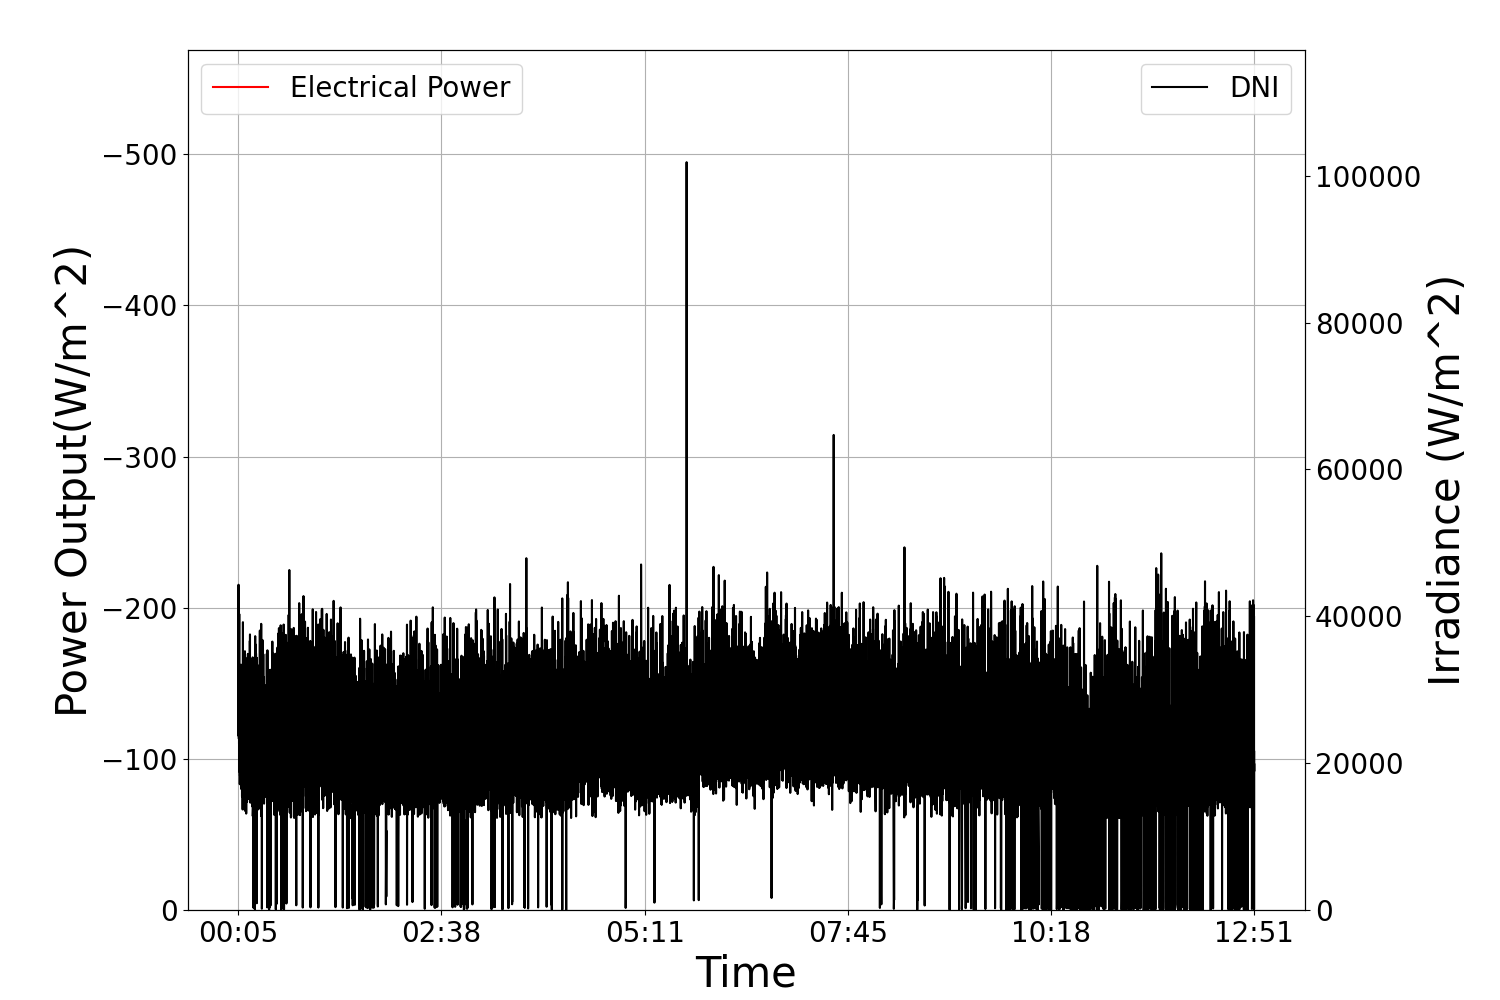 Electrical Power
DNI
−500
−400
−300
−200
−100
0
Power Output(W/m^2)
100000
80000
60000
40000
20000
0
Irradiance (W/m^2)
00:05 02:38 05:11 07:45 10:18 12:51
Time